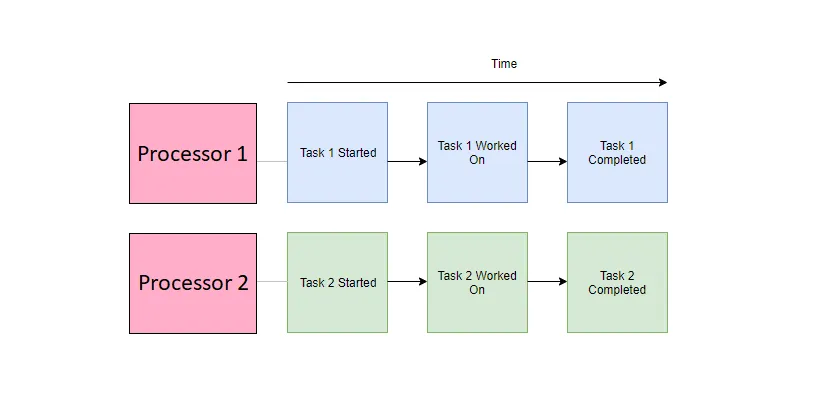 Time
Processor 1
Task 1 Started
Task 1 Worked
On
Task 1
Completed
Processor 2
Task 2 Started
Task 2 Worked
On
Task 2
Completed